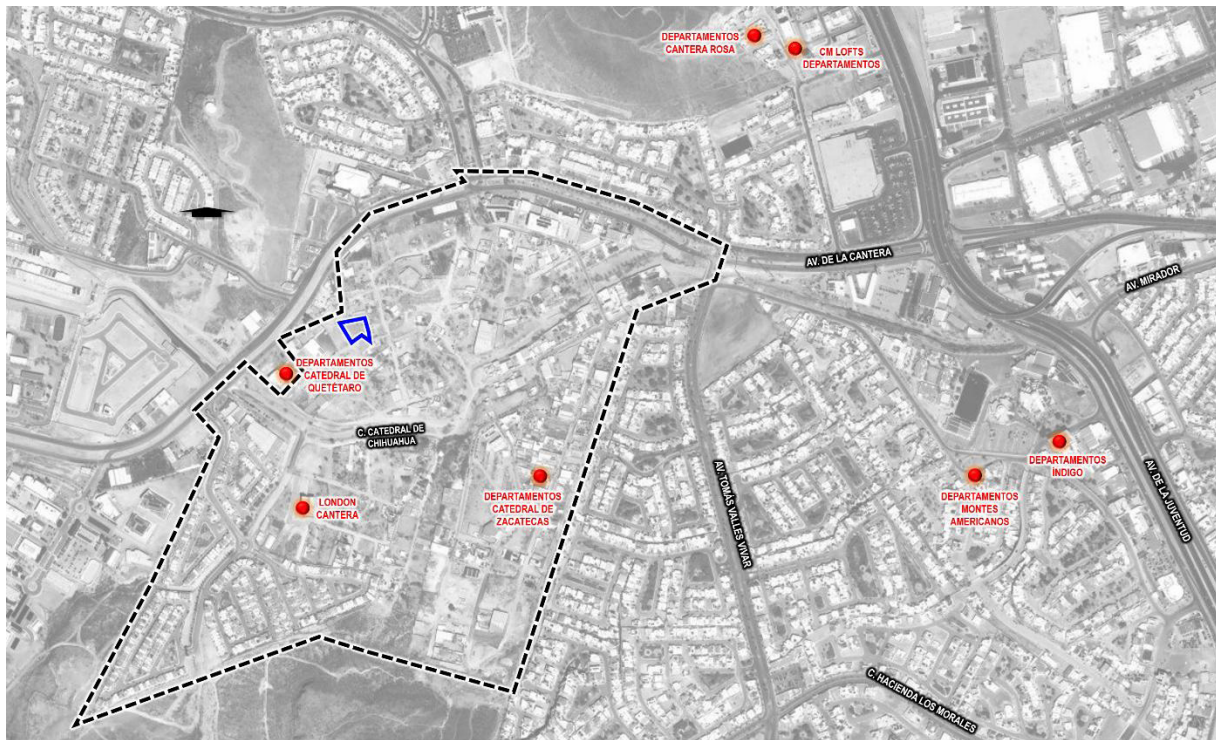 DEPARTAMENTOS
CANTERA ROSA
CM LOFTS
DEPARTAMENTOS
AV. DE LA CANTERA
AV. MIRADOR
DEPARTAMENTOS
CATEDRAL DE
QUETÉTARO
C. CATEDRAL DE
CHIHUAHUA
LONDON
CANTERA
DEPARTAMENTOS
CATEDRAL DE
ZACATECAS
AV. TOMÁS VALLES VIVAR
DEPARTAMENTOS
MONTES
AMERICANOS
DEPARTAMENTOS
ÍNDIGO
AV. DE LA JUVENTUD
C. HACIENDA LOS MORALES